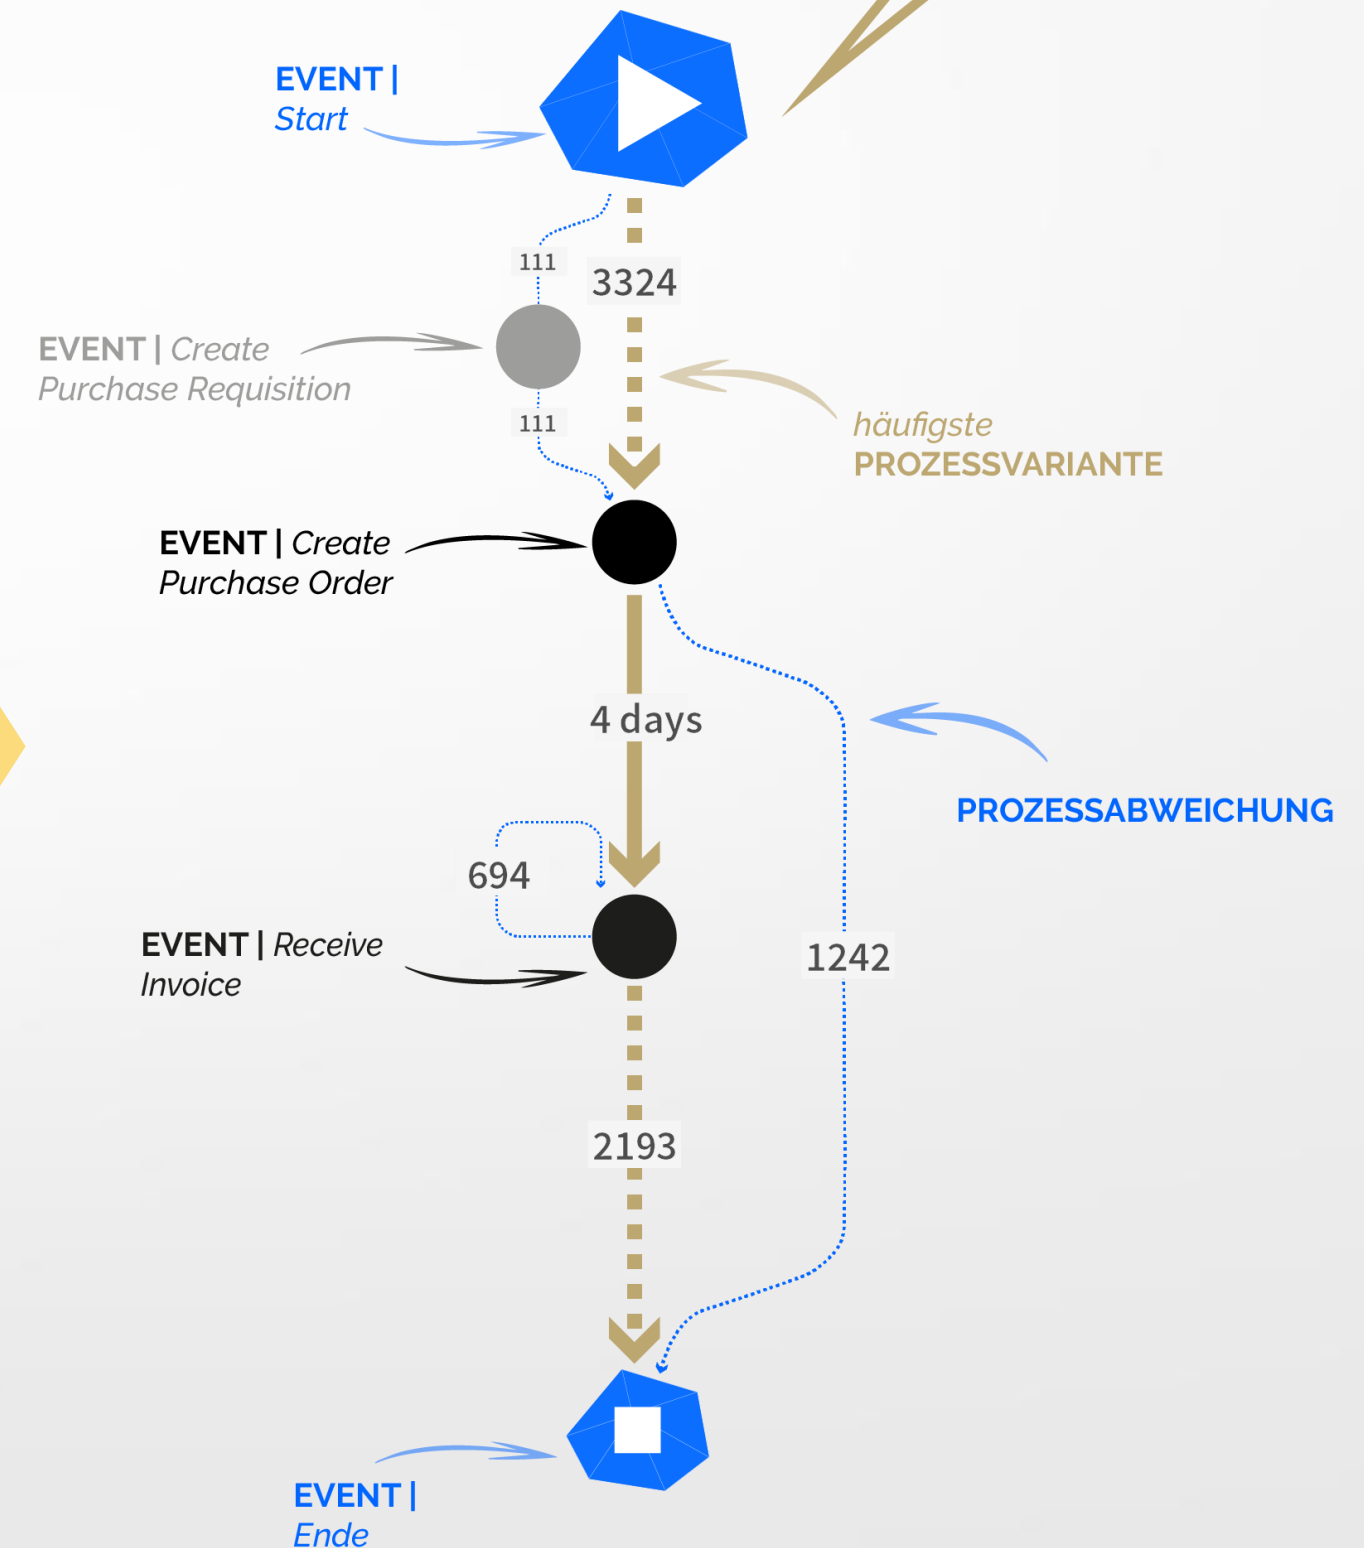 EVENT |
Start
111
3324
EVENT | Create
Purchase Requisition
111
häufigste
PROZESSVARIANTE
EVENT | Create
Purchase Order
4 days
PROZESSABWEICHUNG
694
EVENT | Receive
Invoice
1242
2193
EVENT |
Ende